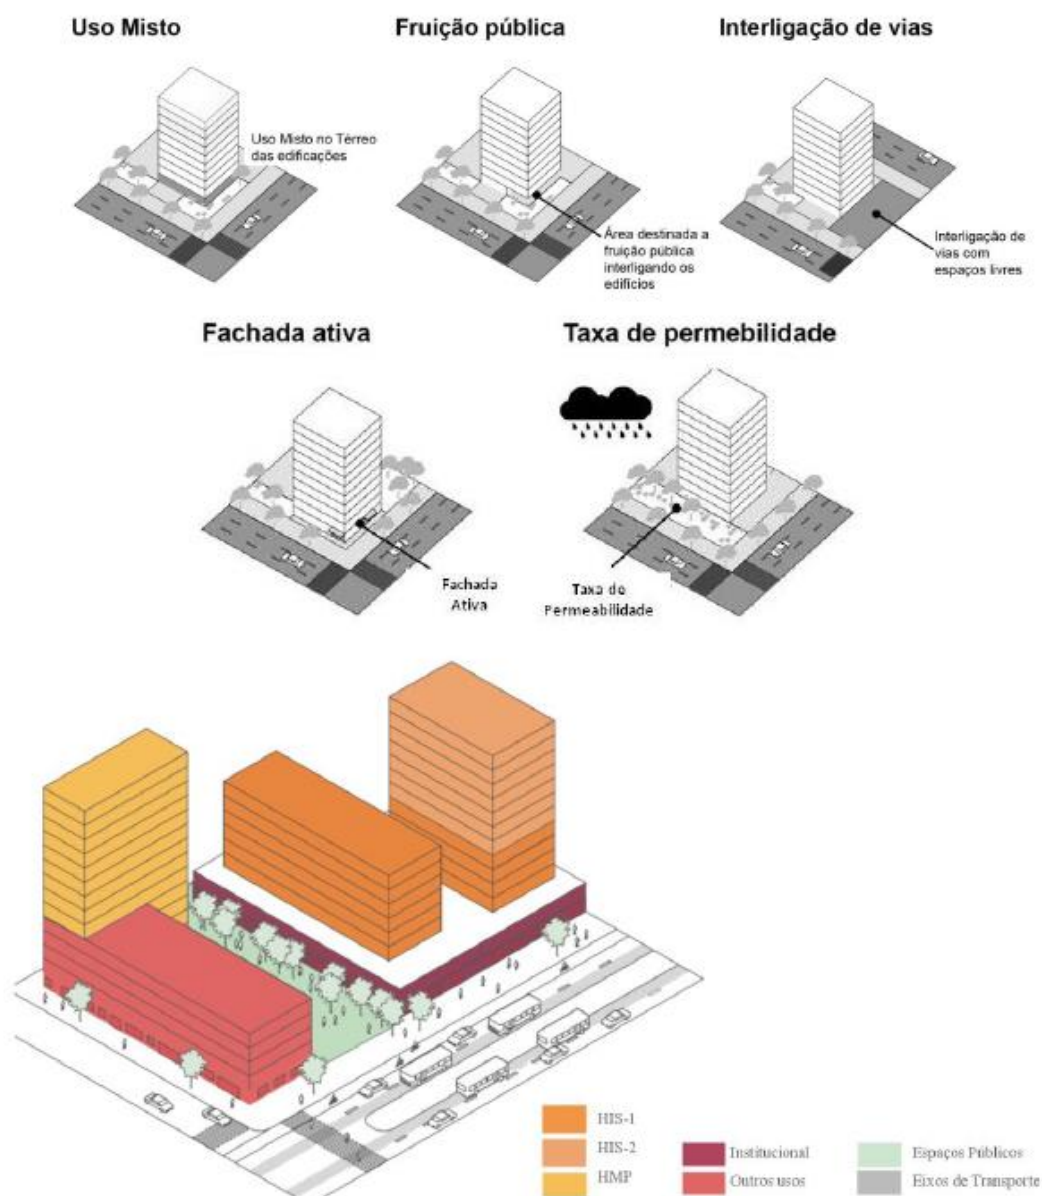 Uso Misto
Fruição pública
Interligação de vias
Uso Misto no Térreo
das edificações
Área destinada a
fruição pública
interligando os
edifícios
Interligação de
vias com
espaços livres
Fachada ativa
Taxa de permebilidade
Fachada
Ativa
Taxa de
Permeabilidade
HIS-1
HIS-2
HMP
Institucional
Outros usos
Espaços Públicos
Eixos de Transporte